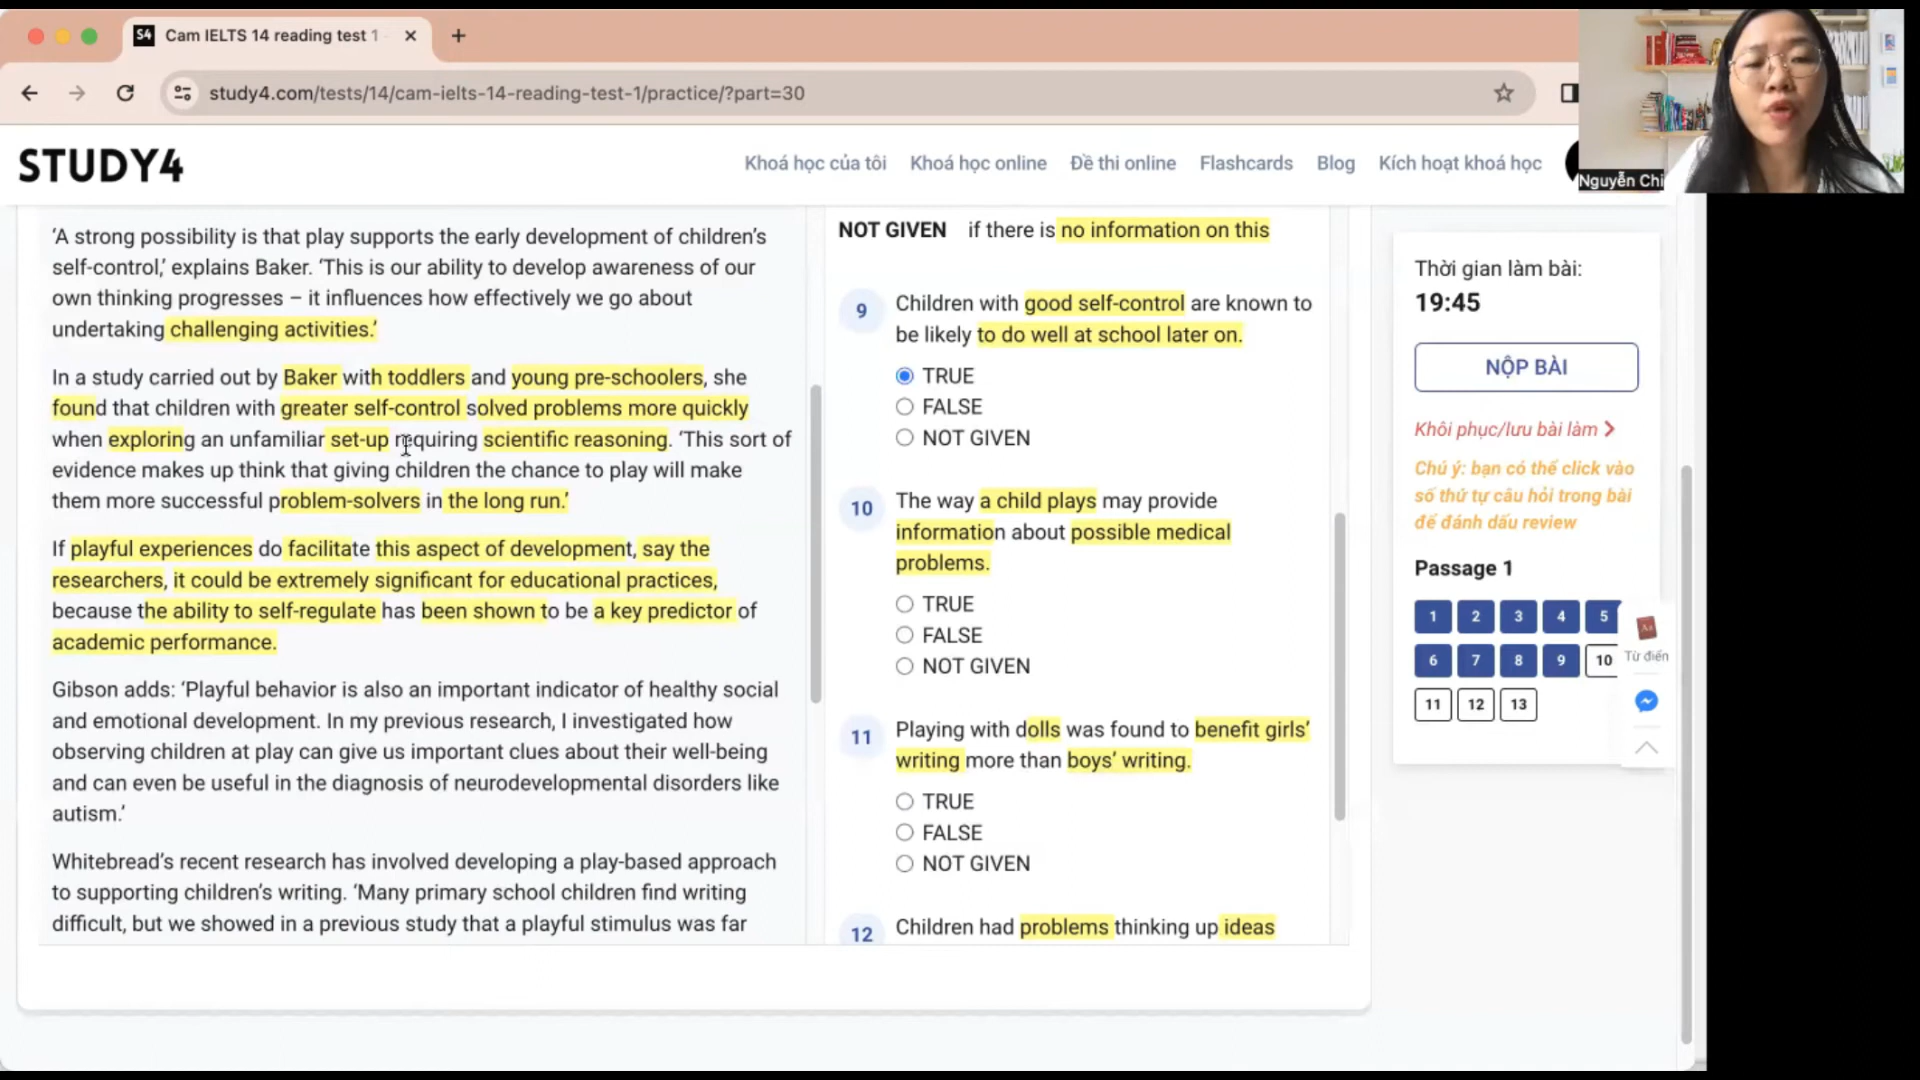 S4 Cam IELTS 14 reading test 1
study4.com/tests/14/cam-ielts-14-reading-test-1/practice/?part=30
Nguyễn Chi
STUDY4
Khoá học của tôi
Khoá học online
Đề thi online
Flashcards
Blog
Kích hoạt khoá học
‘A strong possibility is that play supports the early development of children’s
self-control,’ explains Baker. ‘This is our ability to develop awareness of our
own thinking progresses – it influences how effectively we go about
undertaking challenging activities.’
In a study carried out by Baker with toddlers and young pre-schoolers, she
found that children with greater self-control solved problems more quickly
when exploring an unfamiliar set-up requiring scientific reasoning. ‘This sort of
evidence makes up think that giving children the chance to play will make
them more successful problem-solvers in the long run.’
If playful experiences do facilitate this aspect of development, say the
researchers, it could be extremely significant for educational practices,
because the ability to self-regulate has been shown to be a key predictor of
academic performance.
Gibson adds: ‘Playful behavior is also an important indicator of healthy social
and emotional development. In my previous research, I investigated how
observing children at play can give us important clues about their well-being
and can even be useful in the diagnosis of neurodevelopmental disorders like
autism.’
Whitebread’s recent research has involved developing a play-based approach
to supporting children’s writing. ‘Many primary school children find writing
difficult, but we showed in a previous study that a playful stimulus was far
NOT GIVEN if there is no information on this
9 Children with good self-control are known to
be likely to do well at school later on.
TRUE
FALSE
NOT GIVEN
10 The way a child plays may provide
information about possible medical
problems.
TRUE
FALSE
NOT GIVEN
11 Playing with dolls was found to benefit girls’
writing more than boys’ writing.
TRUE
FALSE
NOT GIVEN
12 Children had problems thinking up ideas
Thời gian làm bài:
19:45
NỘP BÀI
Khôi phục/lưu bài làm
Chú ý: bạn có thể click vào
số thứ tự câu hỏi trong bài
để đánh dấu review
Passage 1
1 2 3 4 5
6 7 8 9 10
11 12 13
Aa
Từ điển